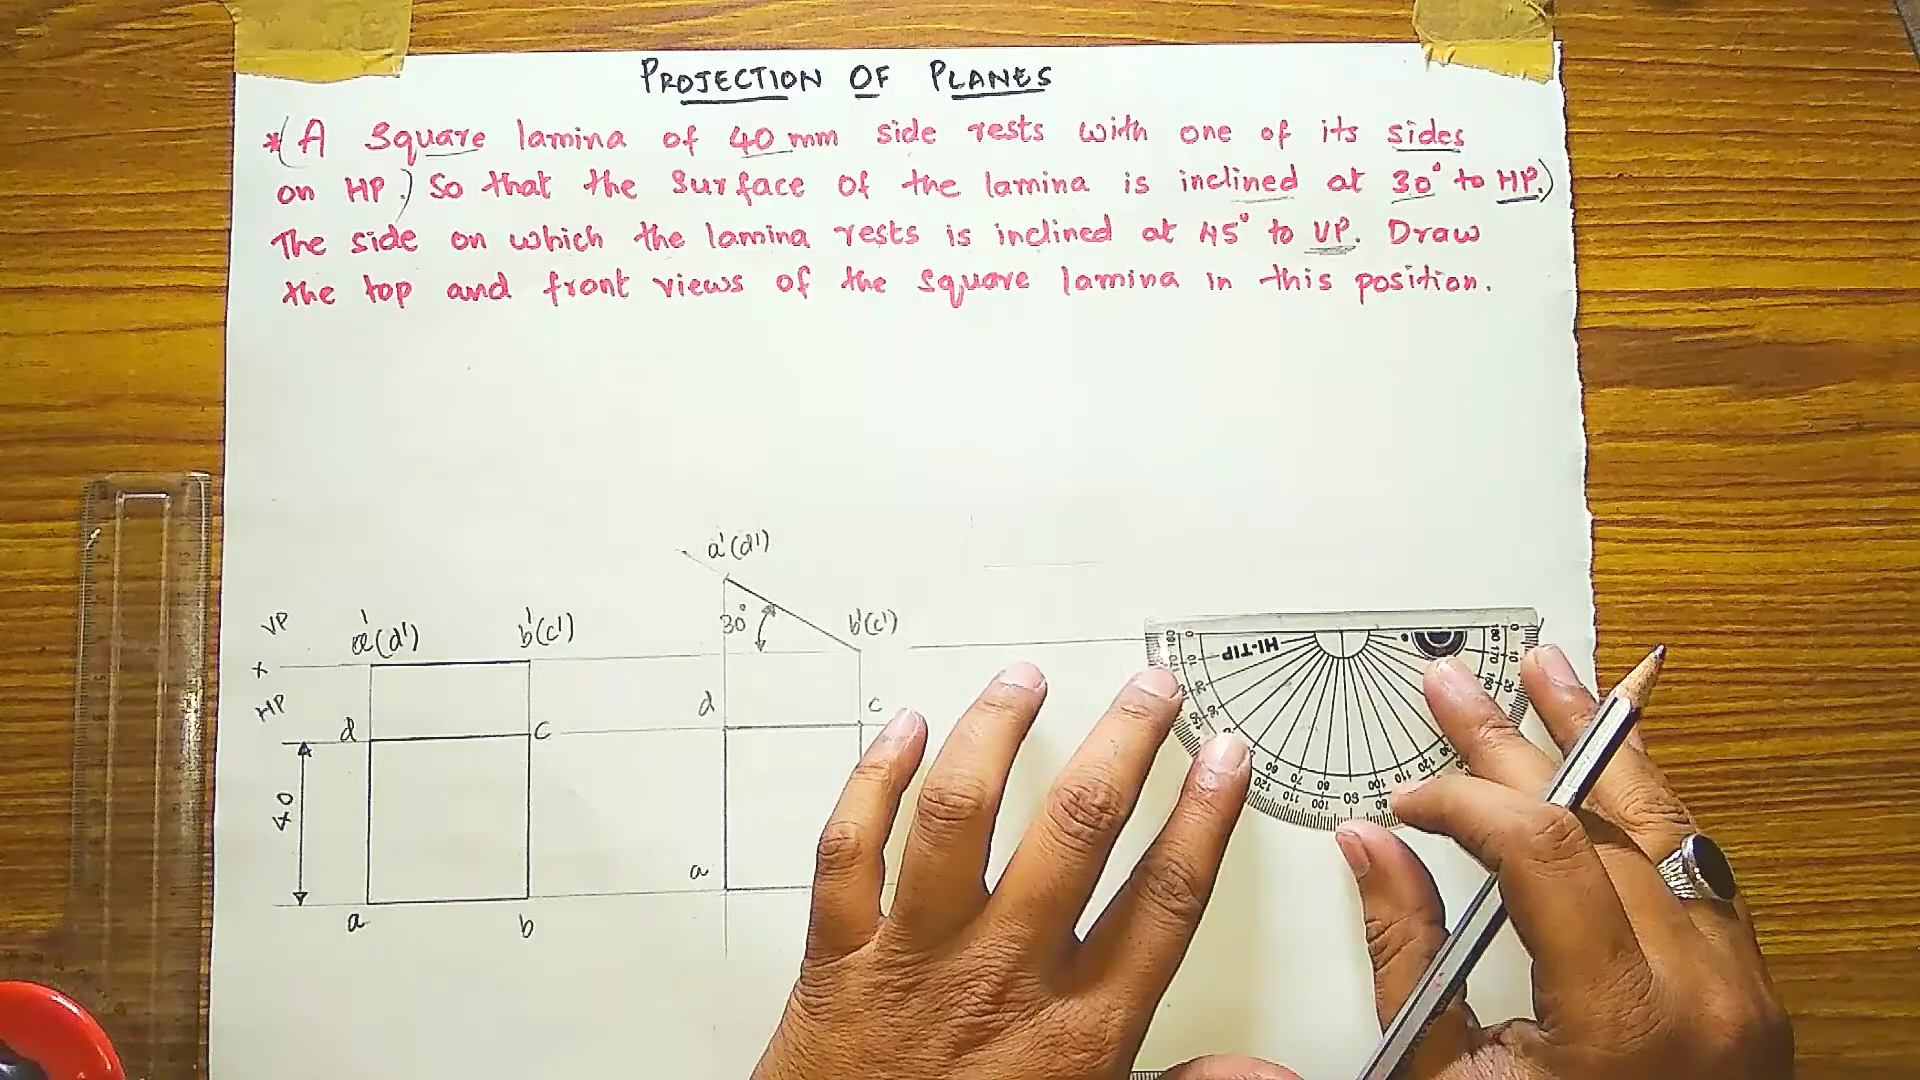 PROJECTION OF PLANES
*(A Square lamina of 40 mm side rests with one of its sides
on HP.) So that the Surface of the lamina is inclined at 30° to HP.)
The side on which the lamina rests is inclined at 45° to VP. Draw
the top and front views of the square lamina in this position.
a'(d')
30°
b'(c')
VP
a'(d')
b'(c')
X
HP
d
c
d
c
40
a
b
a
HI-TIP